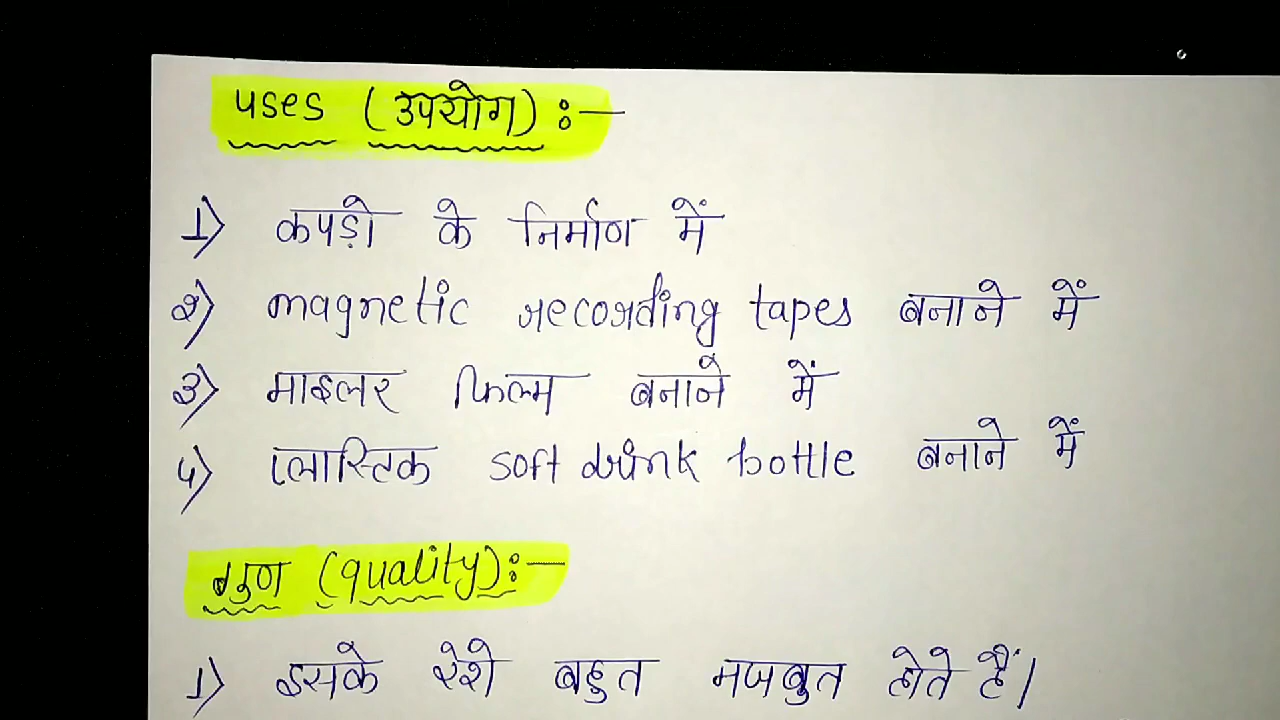 uses (उपयोग) :—
1) कपड़ो के निर्माण में
2) magnetic recording tapes बनाने में
3) माइलर फिल्म बनाने में
4) प्लास्टिक soft drink bottle बनाने में
गुण (quality) :—
1) इसके रेशे बहुत मजबुत होते हैं।